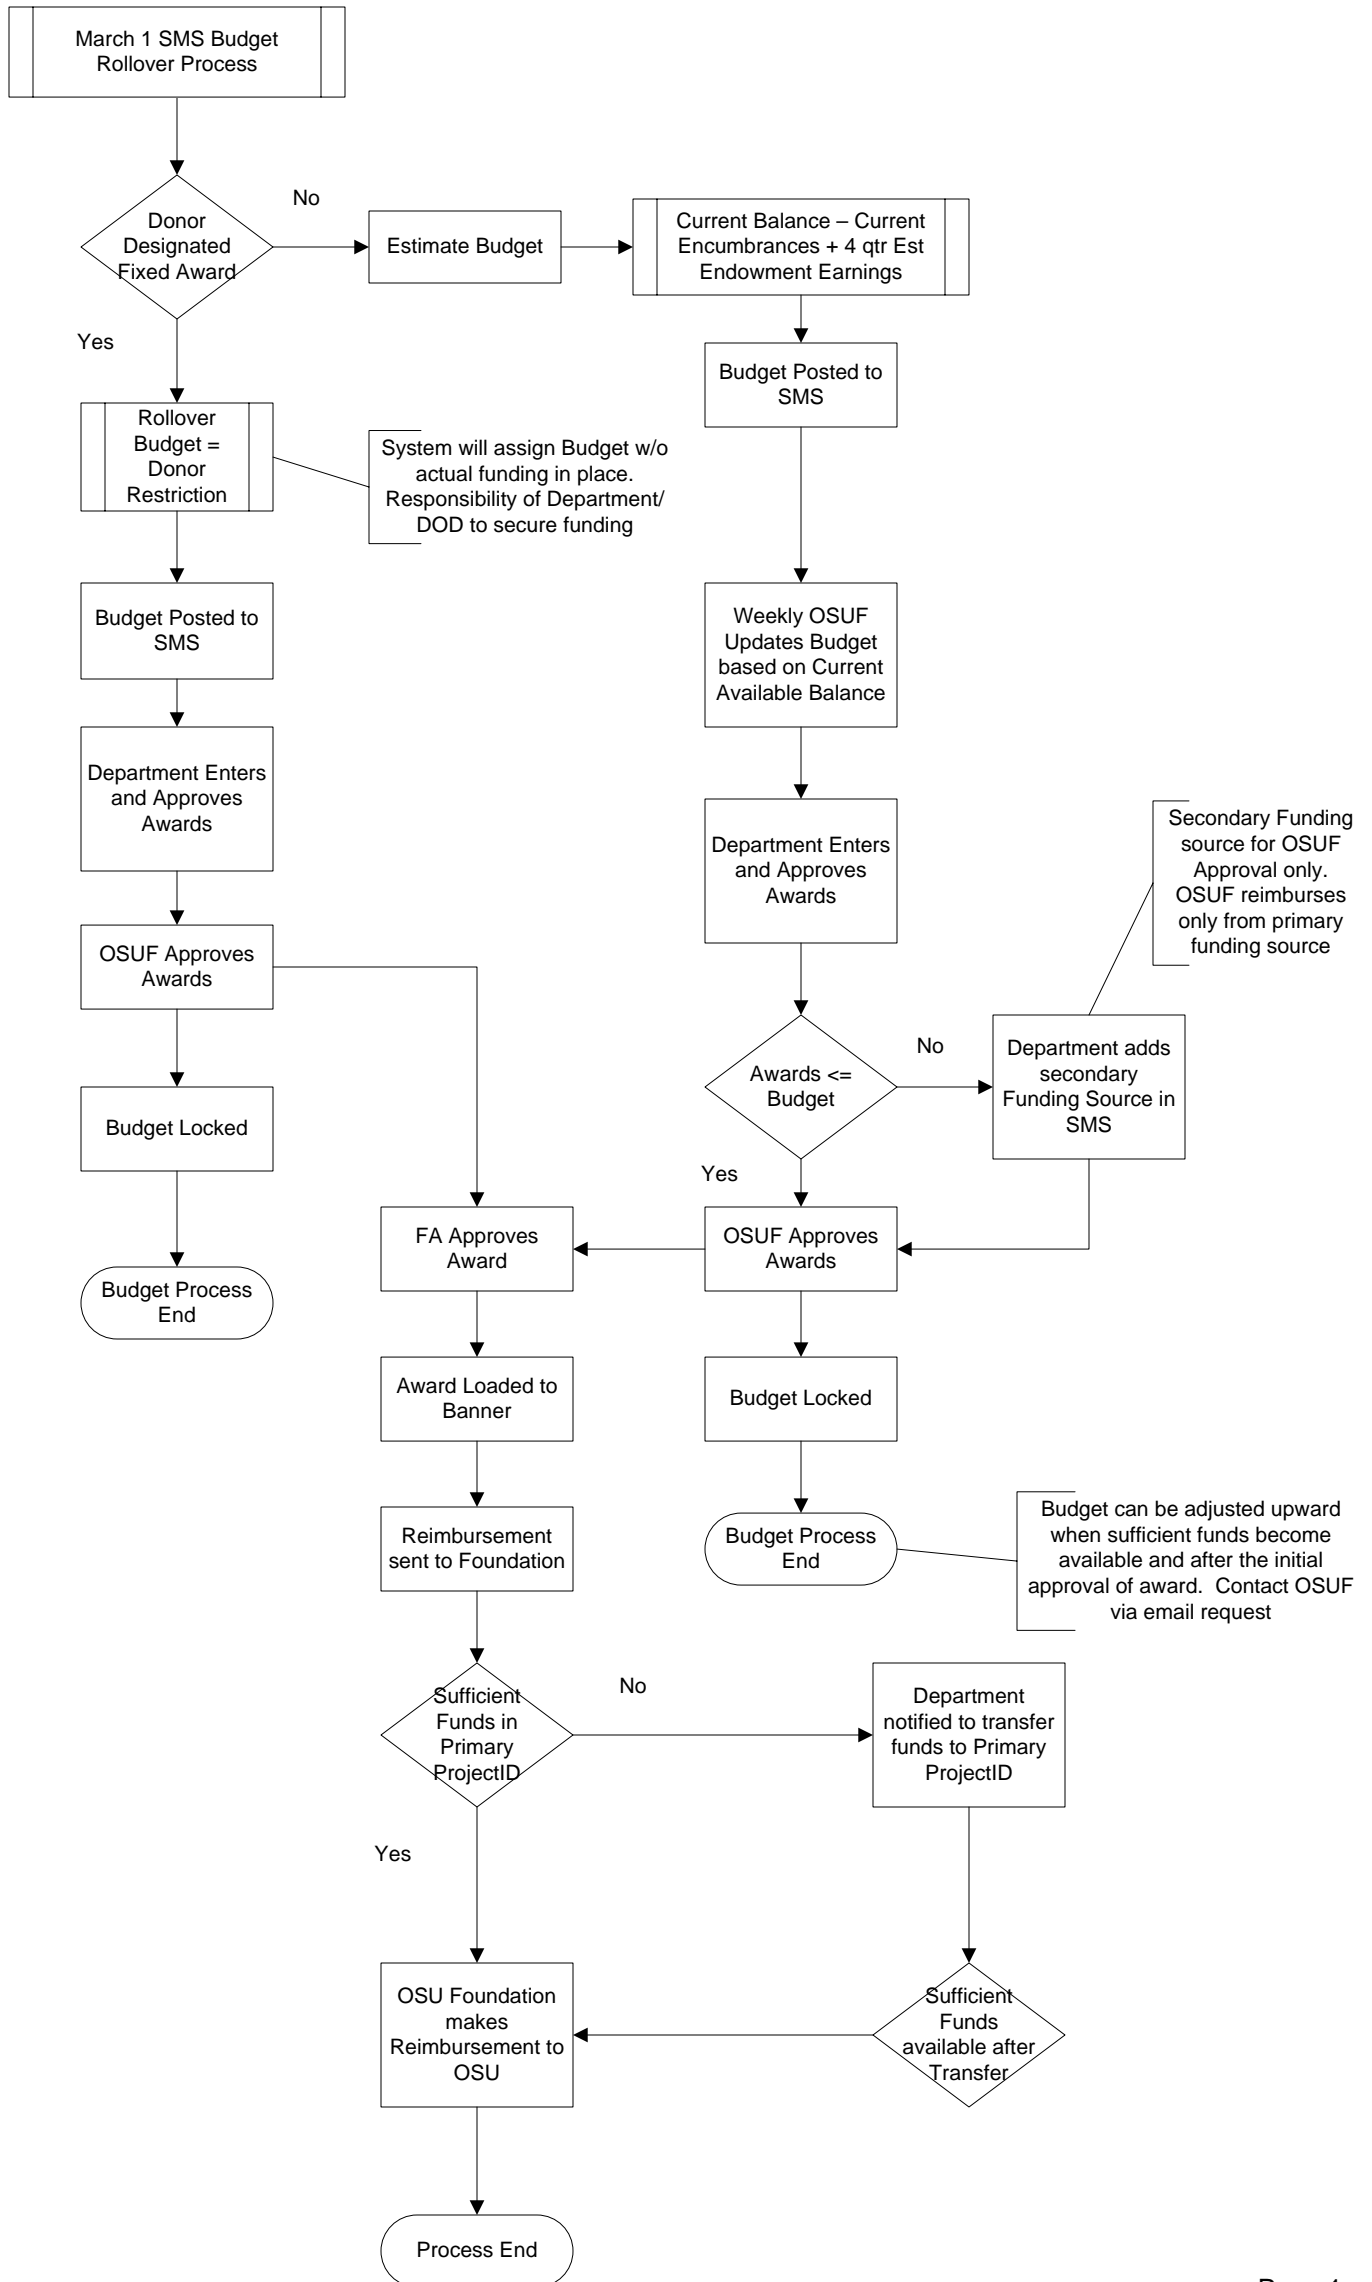 March 1 SMS Budget
Rollover Process
No
Donor
Designated
Fixed Award
Estimate Budget
Current Balance – Current
Encumbrances + 4 qtr Est
Endowment Earnings
Yes
Budget Posted to
SMS
Rollover
Budget =
Donor
Restriction
System will assign Budget w/o
actual funding in place.
Responsibility of Department/
DOD to secure funding
Budget Posted to
SMS
Weekly OSUF
Updates Budget
based on Current
Available Balance
Department Enters
and Approves
Awards
Department Enters
and Approves
Awards
Secondary Funding
source for OSUF
Approval only.
OSUF reimburses
only from primary
funding source
OSUF Approves
Awards
Awards <=
Budget
No
Department adds
secondary
Funding Source in
SMS
Budget Locked
Yes
FA Approves
Award
OSUF Approves
Awards
Budget Process
End
Award Loaded to
Banner
Budget Locked
Reimbursement
sent to Foundation
Budget Process
End
Budget can be adjusted upward
when sufficient funds become
available and after the initial
approval of award.  Contact OSUF
via email request
Sufficient
Funds in
Primary
ProjectID
No
Department
notified to transfer
funds to Primary
ProjectID
Yes
OSU Foundation
makes
Reimbursement to
OSU
Sufficient
Funds
available after
Transfer
Process End